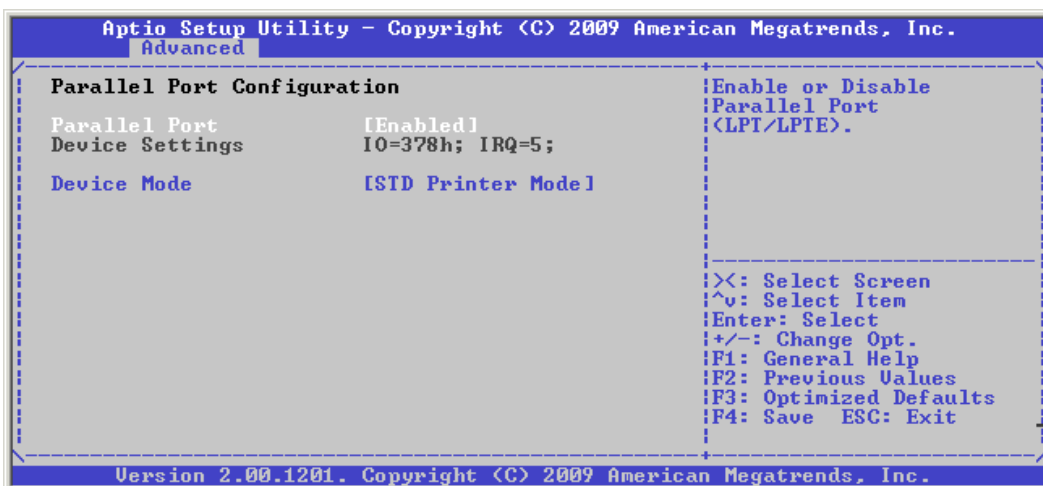 Aptio Setup Utility - Copyright (C) 2009 American Megatrends, Inc.
Advanced
Parallel Port Configuration
Parallel Port [Enabled]
Device Settings IO=378h; IRQ=5;
Device Mode [STD Printer Mode]
Enable or Disable
Parallel Port
(LPT/LPTE).
><: Select Screen
^v: Select Item
Enter: Select
+/-: Change Opt.
F1: General Help
F2: Previous Values
F3: Optimized Defaults
F4: Save ESC: Exit
Version 2.00.1201. Copyright (C) 2009 American Megatrends, Inc.